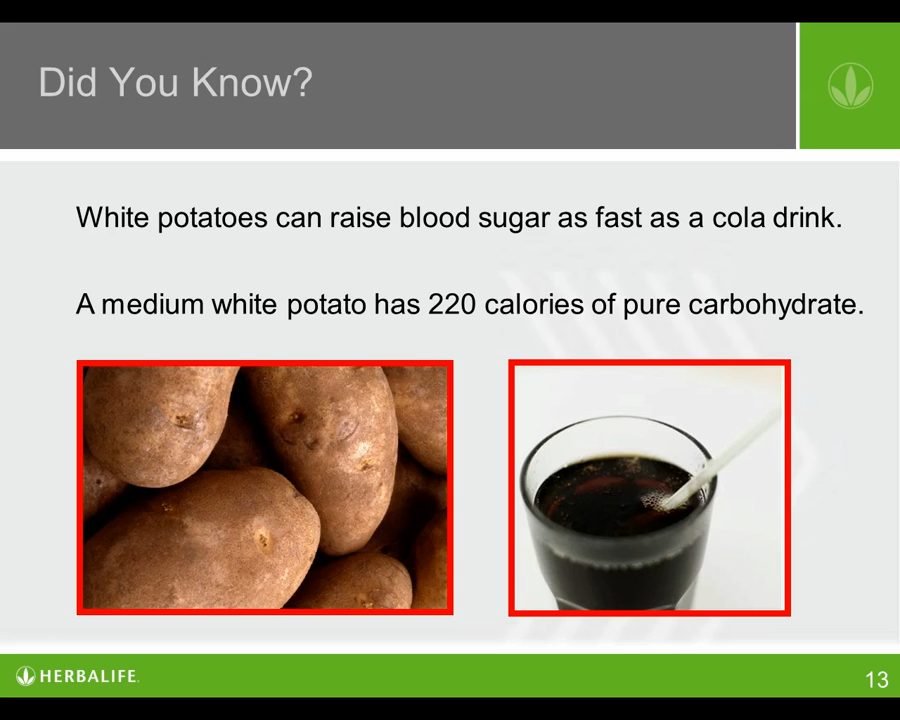 Did You Know?
White potatoes can raise blood sugar as fast as a cola drink.
A medium white potato has 220 calories of pure carbohydrate.
HERBALIFE.
13